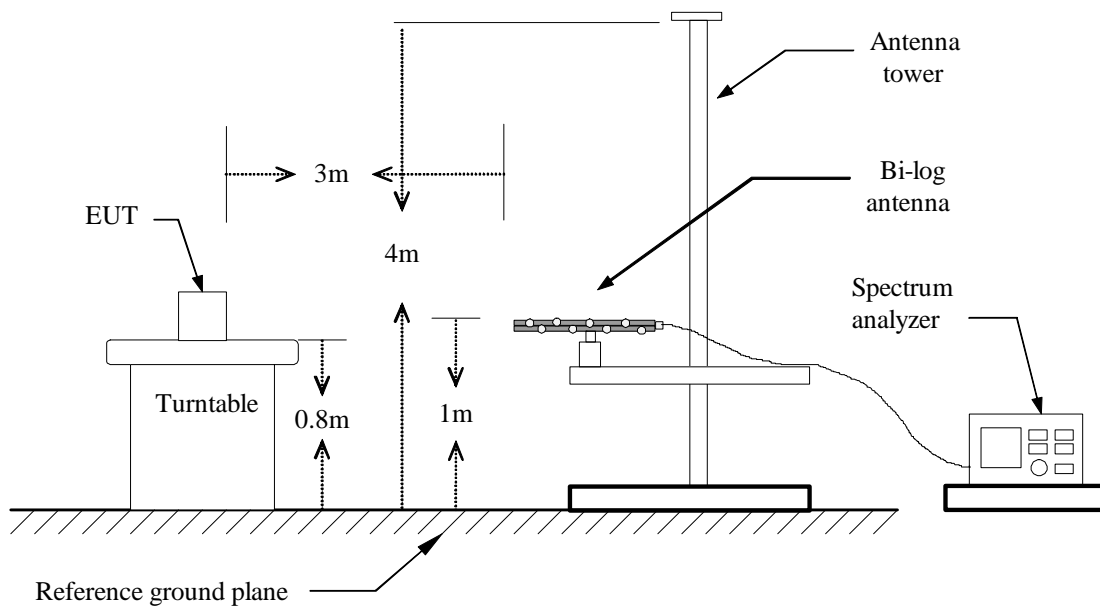 Antenna
tower
3m
Bi-log
antenna
EUT
4m
Spectrum
analyzer
Turntable
0.8m
1m
Reference ground plane